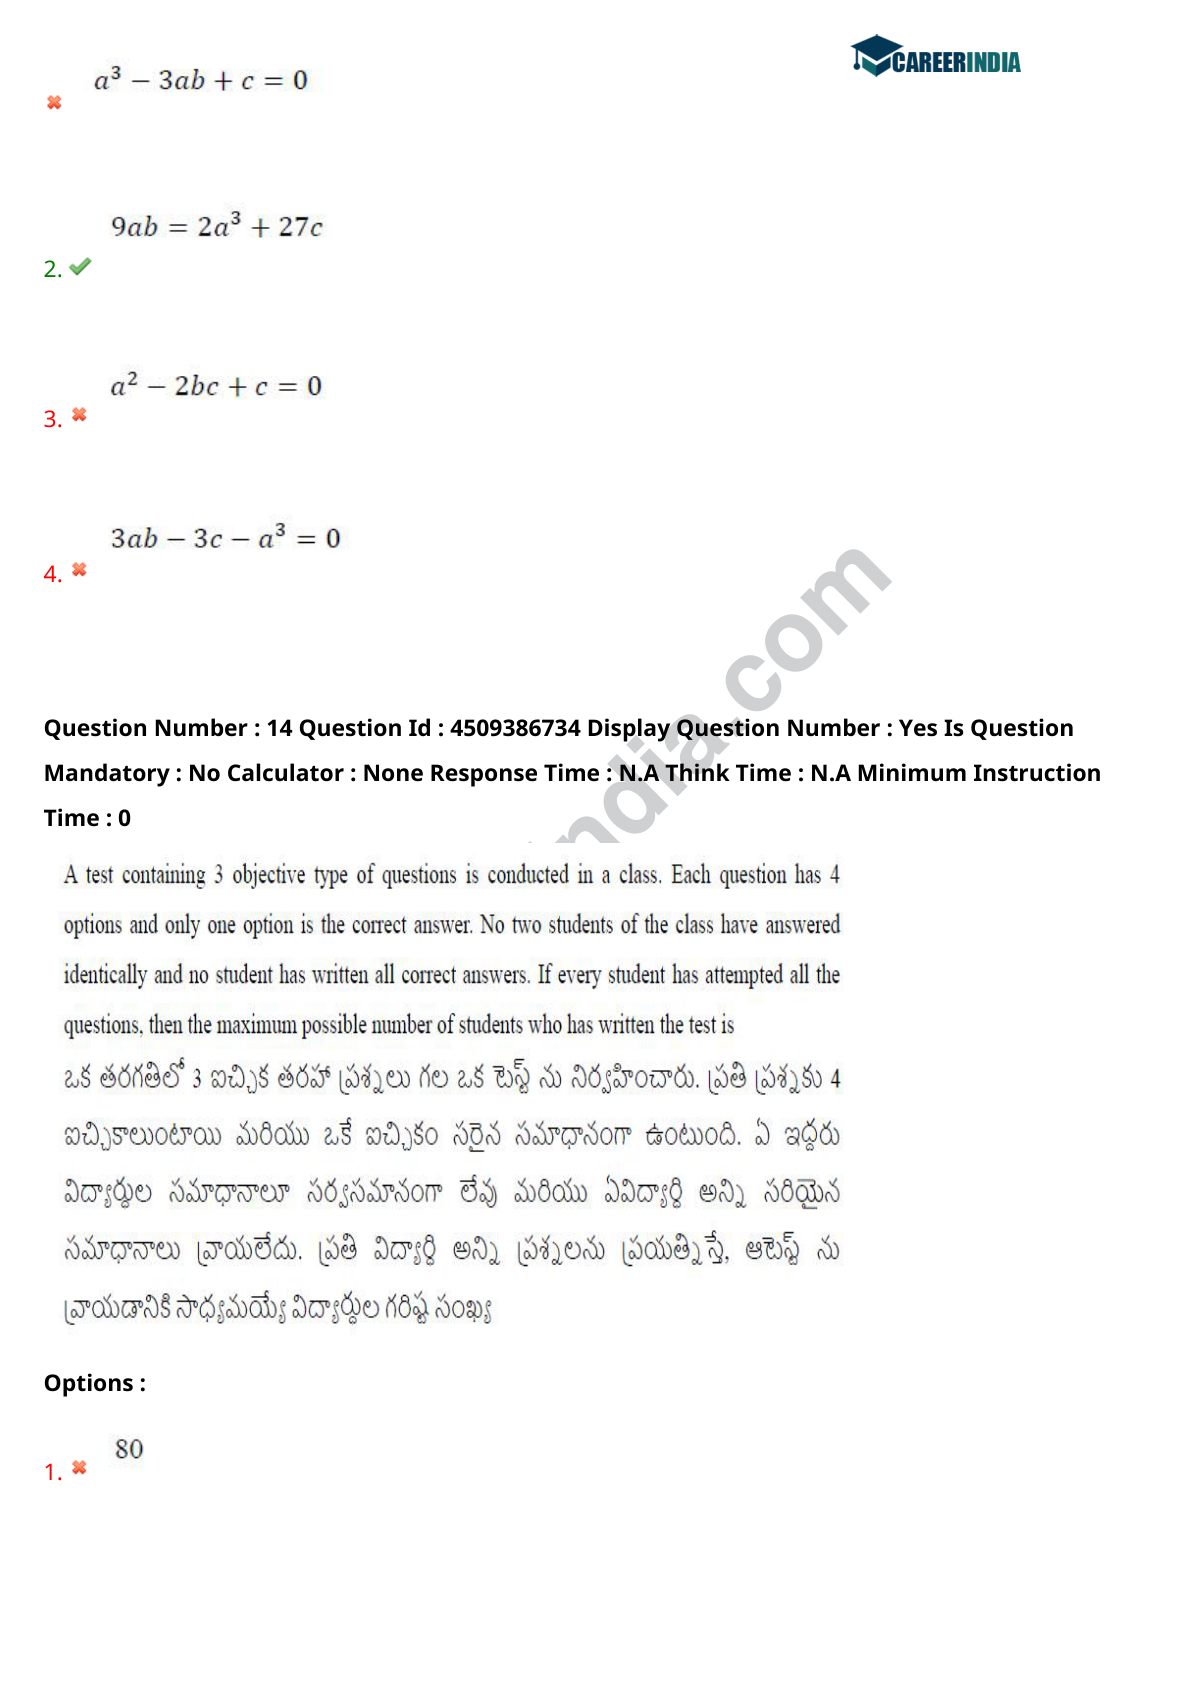 CAREERINDIA
a³ − 3ab + c = 0
9ab = 2a³ + 27c
2.
a² − 2bc + c = 0
3.
3ab − 3c − a³ = 0
4.
india.com
Question Number : 14 Question Id : 4509386734 Display Question Number : Yes Is Question
Mandatory : No Calculator : None Response Time : N.A Think Time : N.A Minimum Instruction
Time : 0
A test containing 3 objective type of questions is conducted in a class. Each question has 4
options and only one option is the correct answer. No two students of the class have answered
identically and no student has written all correct answers. If every student has attempted all the
questions, then the maximum possible number of students who has written the test is
ఒక తరగతిలో 3 ఐచ్చిక తరహా ప్రశ్నలు గల ఒక టెస్ట్ ను నిర్వహించారు. ప్రతి ప్రశ్నకు 4
ఐచ్చికాలుంటాయి మరియు ఒకే ఐచ్చికం సరైన సమాధానంగా ఉంటుంది. ఏ ఇద్దరు
విద్యార్థుల సమాధానాలూ సర్వసమానంగా లేవు మరియు ఏవిద్యార్థి అన్ని సరియైన
సమాధానాలు వ్రాయలేదు. ప్రతి విద్యార్థి అన్ని ప్రశ్నలను ప్రయత్నిస్తే, ఆటెస్ట్ ను
వ్రాయడానికి సాధ్యమయ్యే విద్యార్థుల గరిష్ట సంఖ్య
Options :
80
1.